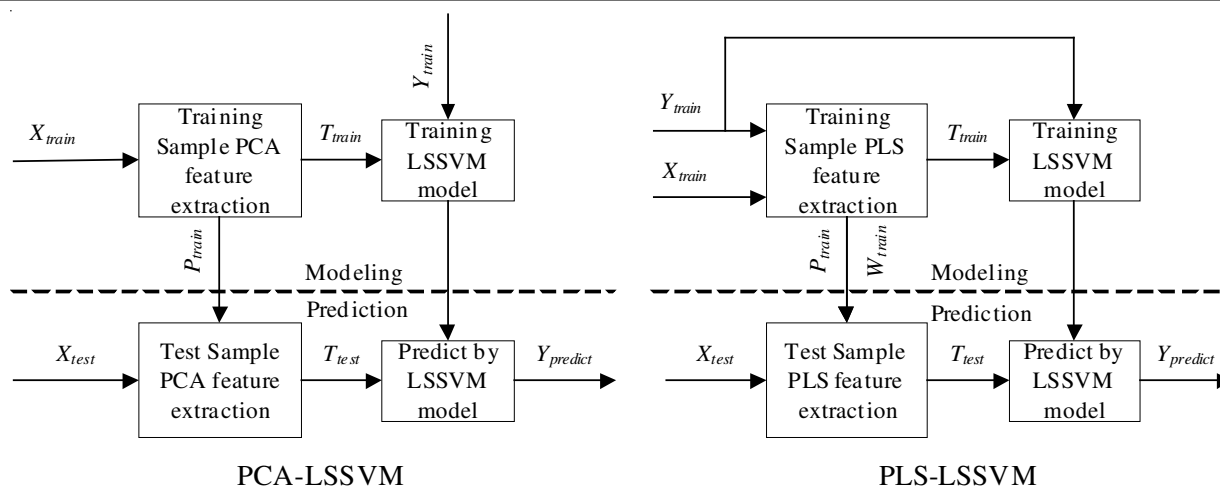 Y_train
X_train
Training
Sample PCA
feature
extraction
T_train
Training
LSSVM
model
P_train
Modeling
Prediction
X_test
Test Sample
PCA feature
extraction
T_test
Predict by
LSSVM
model
Y_predict
PCA-LSSVM
Y_train
X_train
Training
Sample PLS
feature
extraction
T_train
Training
LSSVM
model
P_train
W_train
Modeling
Prediction
X_test
Test Sample
PLS feature
extraction
T_test
Predict by
LSSVM
model
Y_predict
PLS-LSSVM